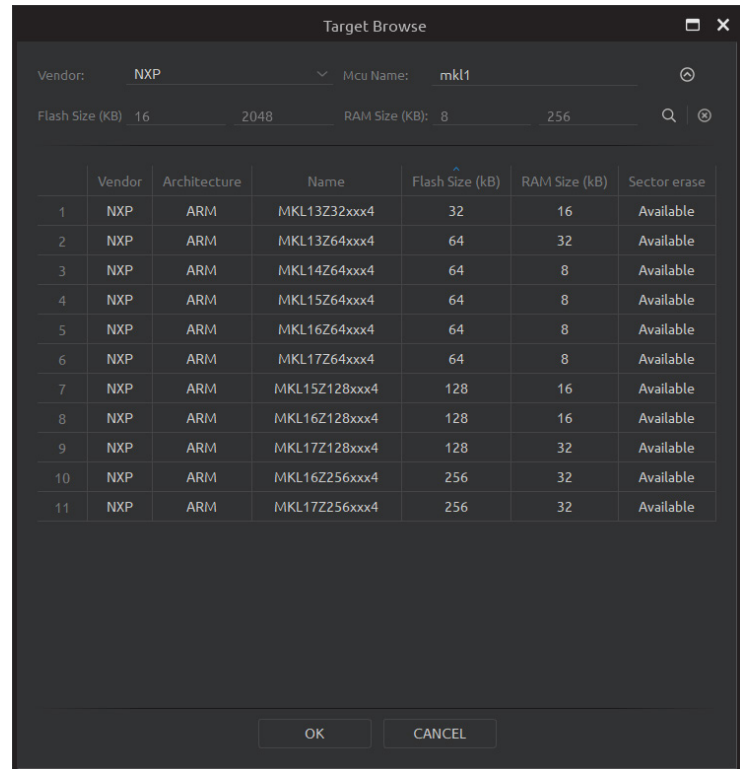 Target Browse
Vendor: NXP Mcu Name: mkl1
Flash Size (KB) 16 2048 RAM Size (KB): 8 256
Vendor Architecture Name Flash Size (kB) RAM Size (kB) Sector erase
1 NXP ARM MKL13Z32xxx4 32 16 Available
2 NXP ARM MKL13Z64xxx4 64 32 Available
3 NXP ARM MKL14Z64xxx4 64 8 Available
4 NXP ARM MKL15Z64xxx4 64 8 Available
5 NXP ARM MKL16Z64xxx4 64 8 Available
6 NXP ARM MKL17Z64xxx4 64 8 Available
7 NXP ARM MKL15Z128xxx4 128 16 Available
8 NXP ARM MKL16Z128xxx4 128 16 Available
9 NXP ARM MKL17Z128xxx4 128 32 Available
10 NXP ARM MKL16Z256xxx4 256 32 Available
11 NXP ARM MKL17Z256xxx4 256 32 Available
OK CANCEL